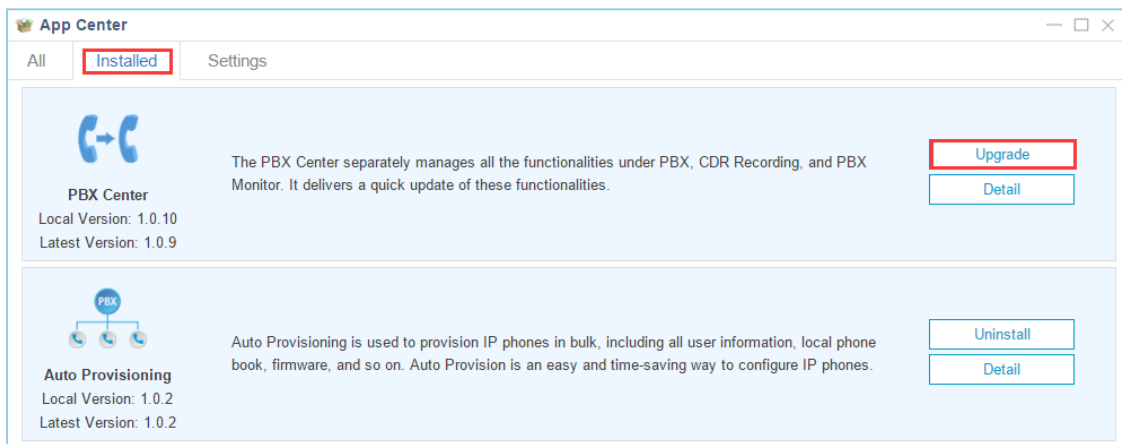 App Center
All Installed Settings
PBX Center
Local Version: 1.0.10
Latest Version: 1.0.9
The PBX Center separately manages all the functionalities under PBX, CDR Recording, and PBX
Monitor. It delivers a quick update of these functionalities.
Upgrade
Detail
PBX
Auto Provisioning
Local Version: 1.0.2
Latest Version: 1.0.2
Auto Provisioning is used to provision IP phones in bulk, including all user information, local phone
book, firmware, and so on. Auto Provision is an easy and time-saving way to configure IP phones.
Uninstall
Detail